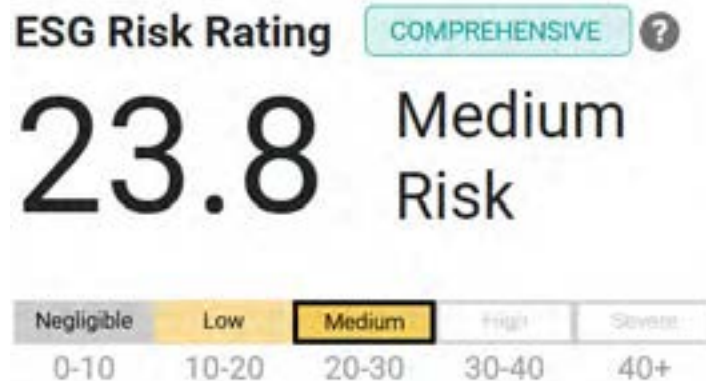 ESG Risk Rating COMPREHENSIVE ?
23.8 Medium
Risk
Negligible Low Medium High Severe
0-10 10-20 20-30 30-40 40+